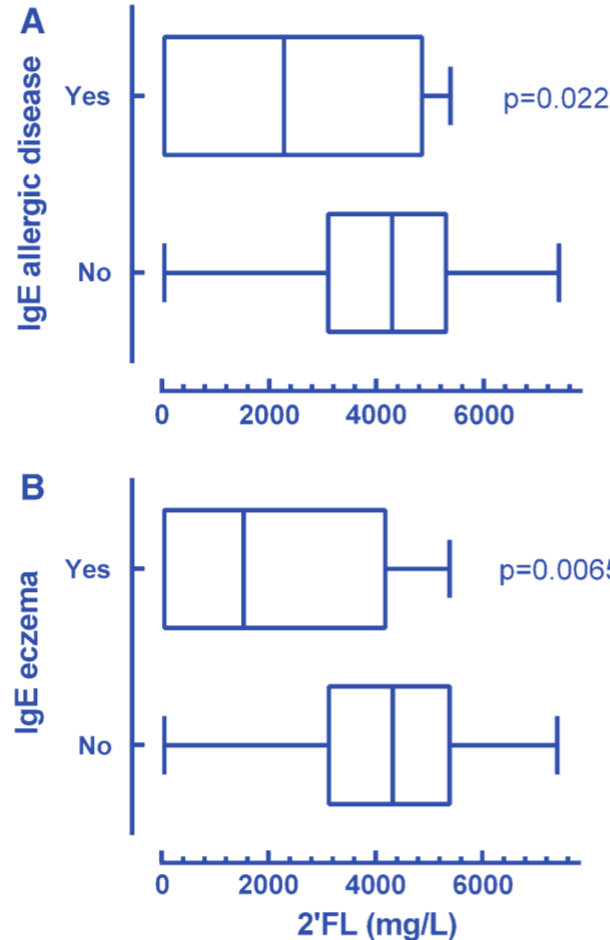 A
IgE allergic disease
Yes
p=0.022
No
0 2000 4000 6000
B
IgE eczema
Yes
p=0.0065
No
0 2000 4000 6000
2'FL (mg/L)